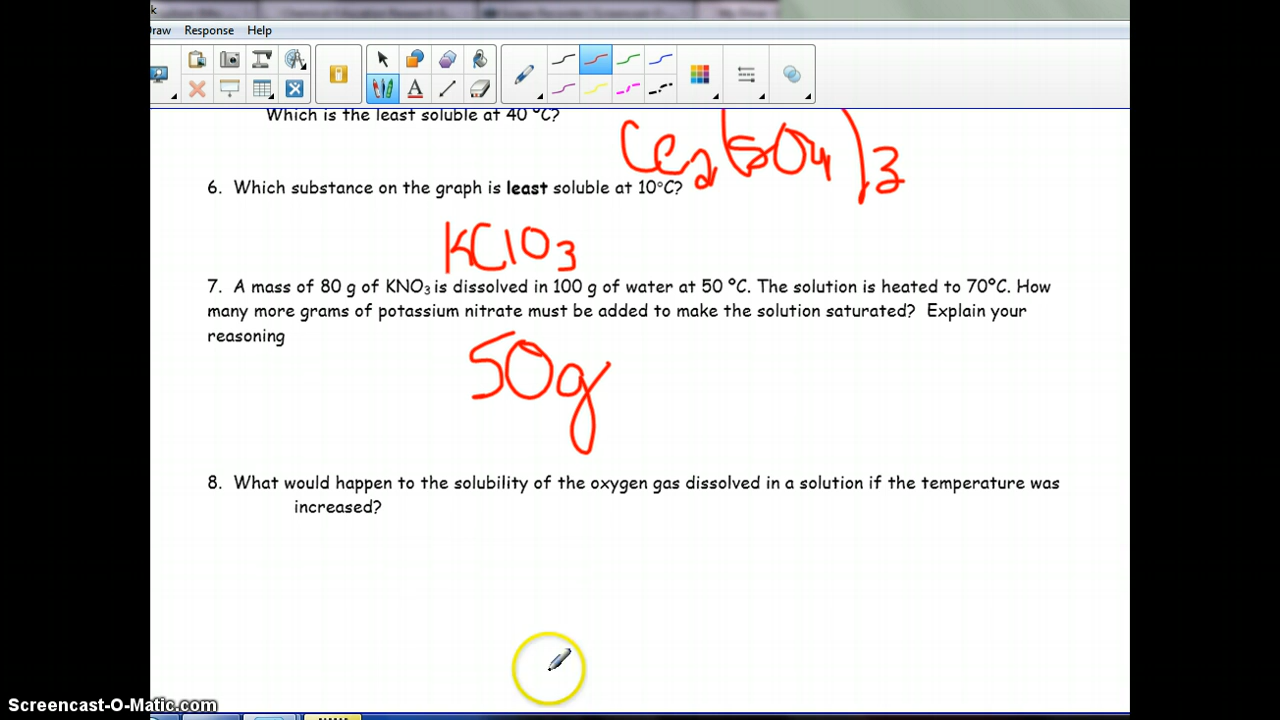 Response Help
Which is the least soluble at 40 °C?
Ce2(SO4)3
6. Which substance on the graph is least soluble at 10°C?
KClO3
7. A mass of 80 g of KNO3 is dissolved in 100 g of water at 50 °C. The solution is heated to 70°C. How
many more grams of potassium nitrate must be added to make the solution saturated? Explain your
reasoning
50g
8. What would happen to the solubility of the oxygen gas dissolved in a solution if the temperature was
increased?
Screencast-O-Matic.com